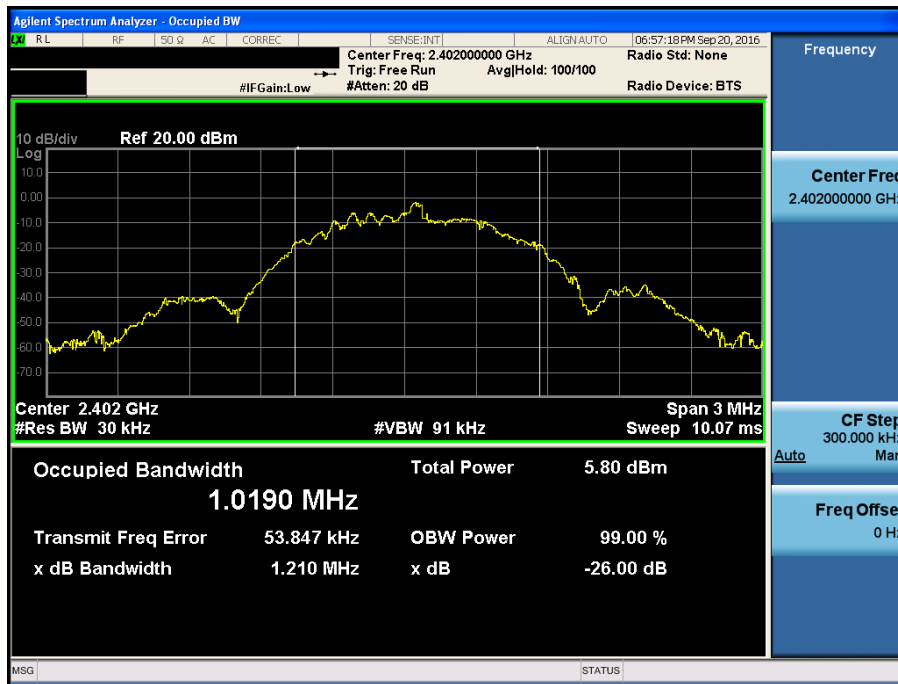 Agilent Spectrum Analyzer - Occupied BW
LXI RL RF 50 Ω AC CORREC SENSE:INT ALIGN AUTO 06:57:18 PM Sep 20, 2016
Center Freq: 2.402000000 GHz Radio Std: None
Trig: Free Run Avg|Hold: 100/100
#IFGain:Low #Atten: 20 dB Radio Device: BTS
Frequency
10 dB/div Ref 20.00 dBm
Log
10.0
0.00
-10.0
-20.0
-30.0
-40.0
-50.0
-60.0
-70.0
Center 2.402 GHz Span 3 MHz
#Res BW 30 kHz #VBW 91 kHz Sweep 10.07 ms
Occupied Bandwidth Total Power 5.80 dBm
1.0190 MHz
Transmit Freq Error 53.847 kHz OBW Power 99.00 %
x dB Bandwidth 1.210 MHz x dB -26.00 dB
Center Freq
2.402000000 GHz
CF Step
300.000 kHz
Auto Man
Freq Offset
0 Hz
MSG STATUS